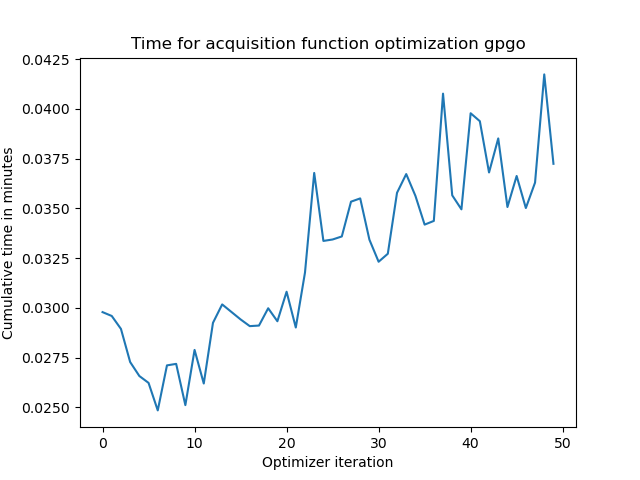 Time for acquisition function optimization gpgo
Cumulative time in minutes
0.0425
0.0400
0.0375
0.0350
0.0325
0.0300
0.0275
0.0250
0 10 20 30 40 50
Optimizer iteration